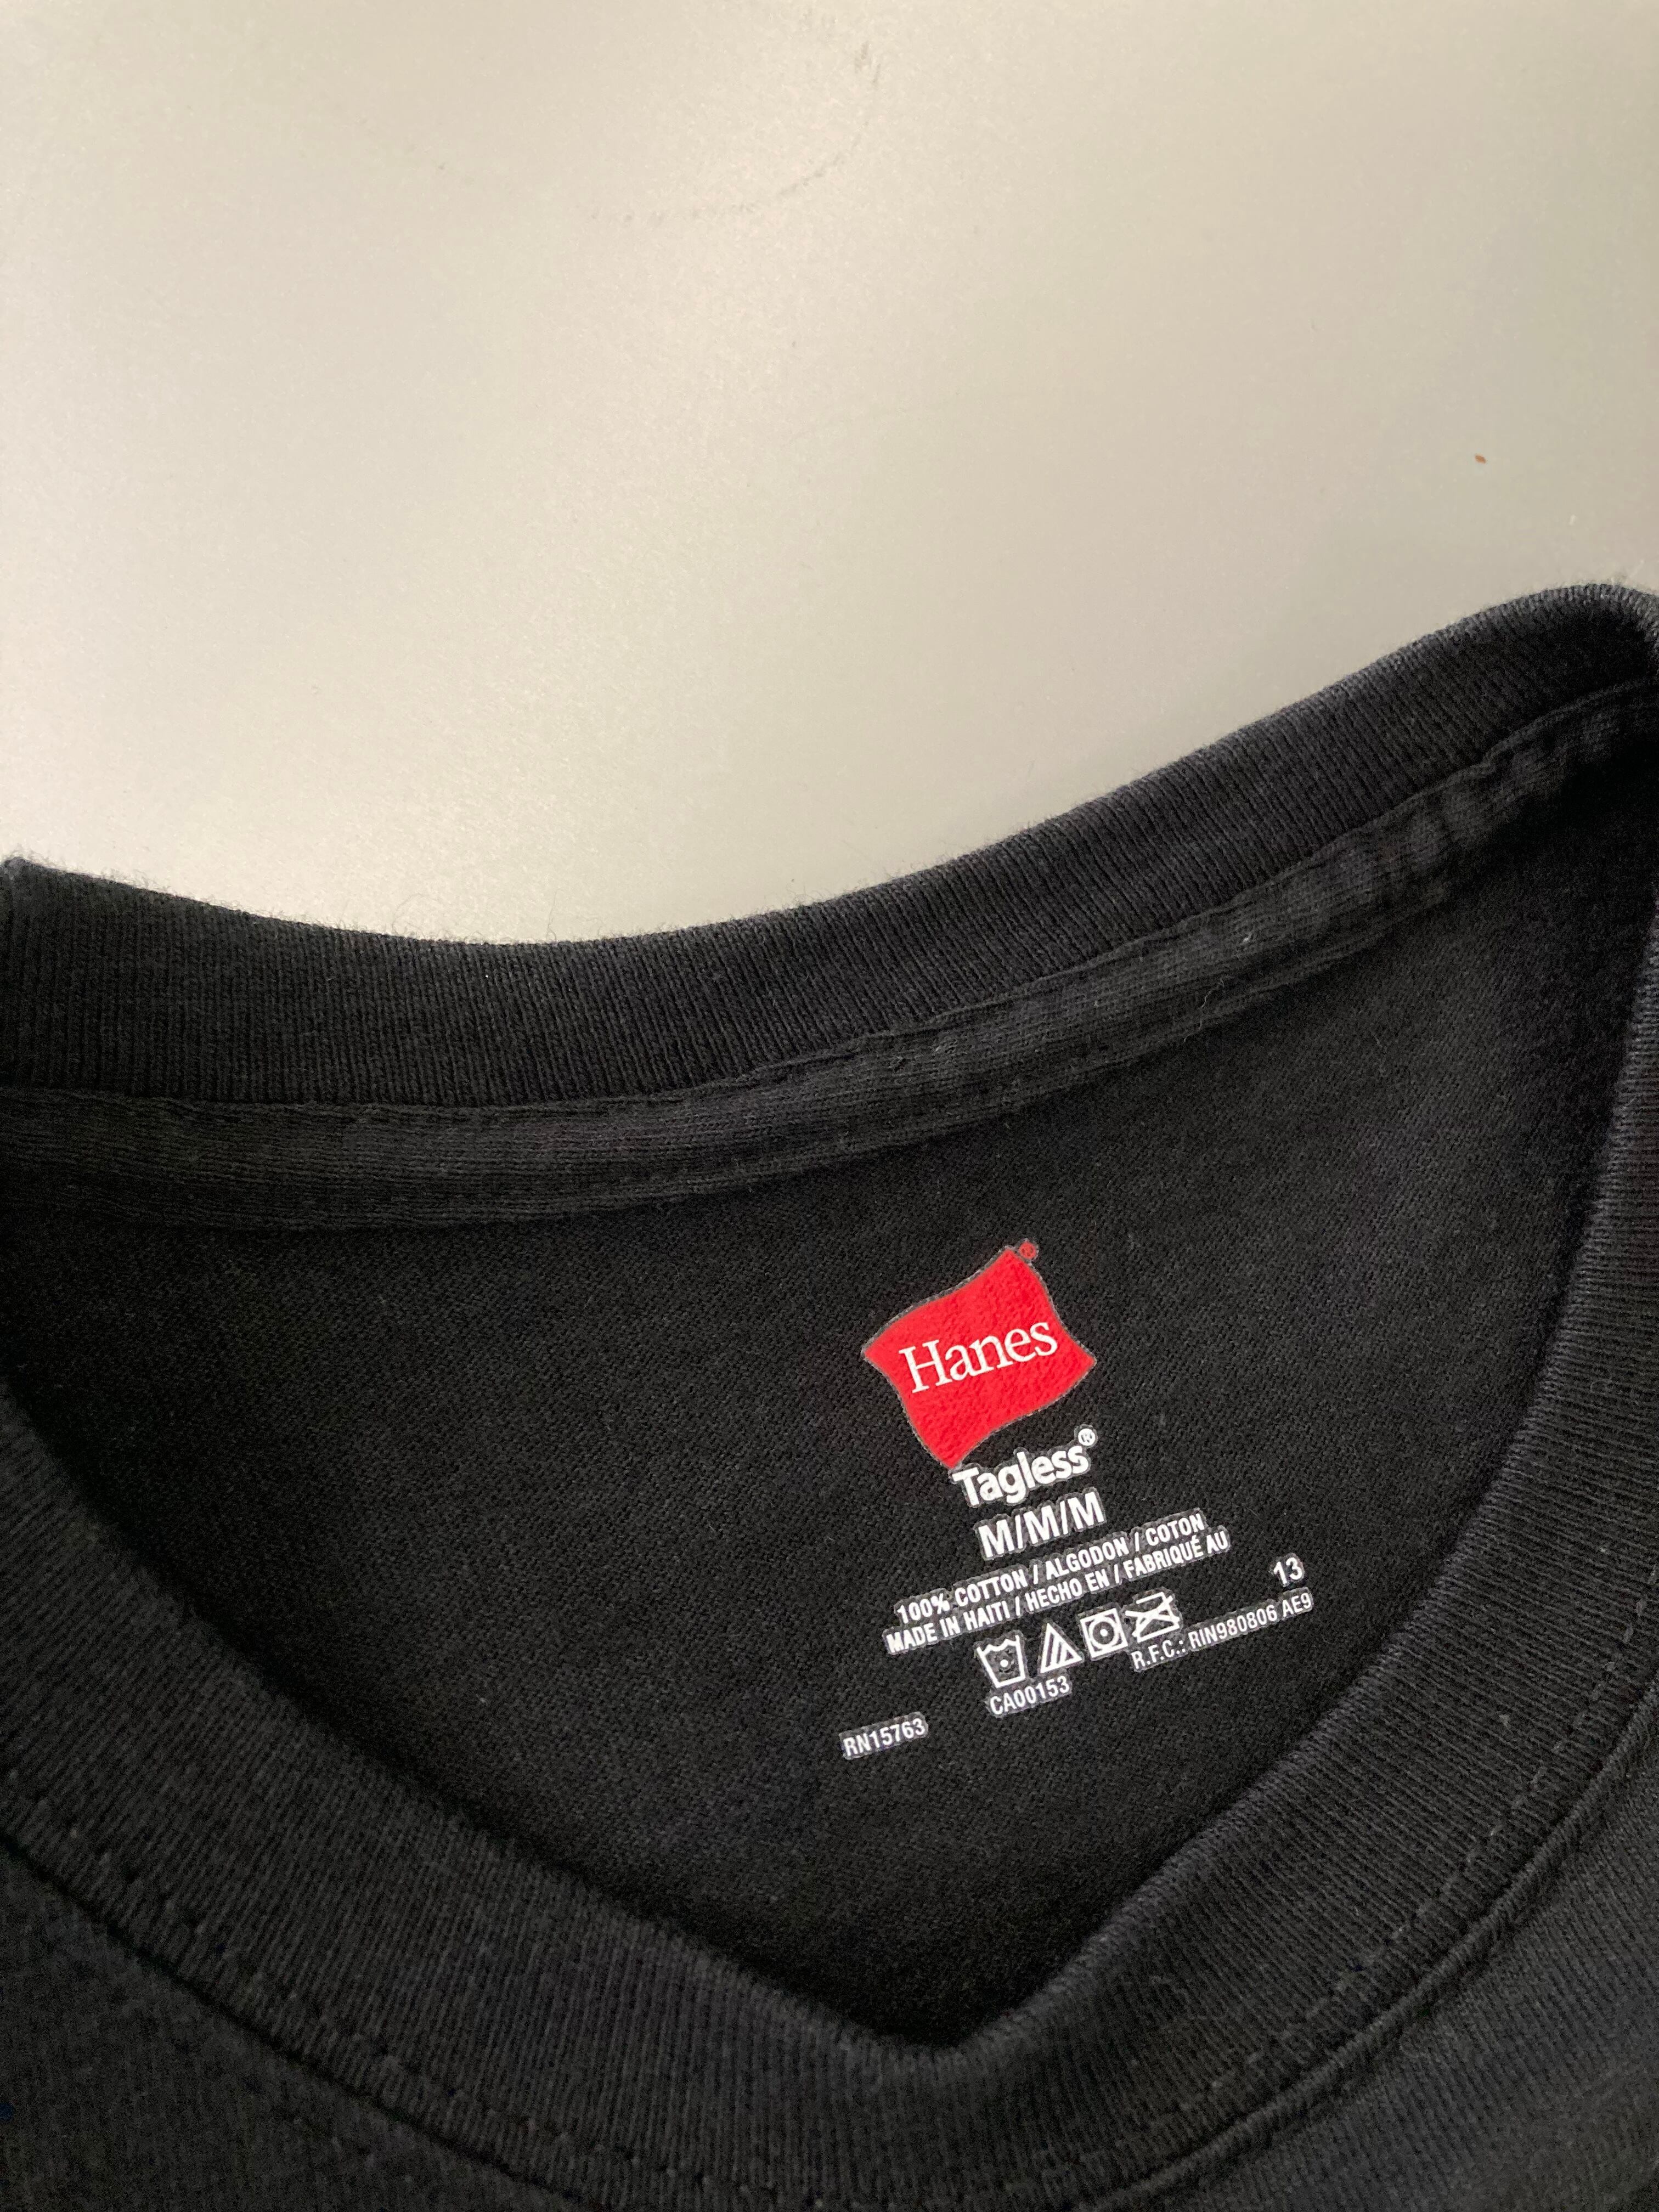 Hanes®
Tagless®
M/M/M
100% COTTON / ALGODON / COTON
MADE IN HAITI / HECHO EN / FABRIQUÉ AU
13
R.F.C.: RIN980806 AE9
CA00153
RN15763